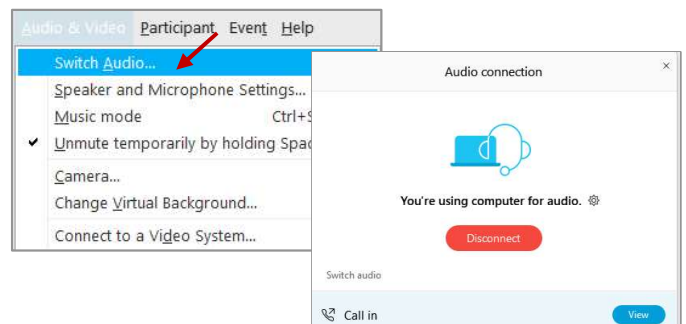 Audio & Video Participant Event Help
Switch Audio...
Speaker and Microphone Settings...
Music mode Ctrl+S
Unmute temporarily by holding Spac
Camera...
Change Virtual Background...
Connect to a Video System...
Audio connection
You're using computer for audio.
Disconnect
Switch audio
Call in View